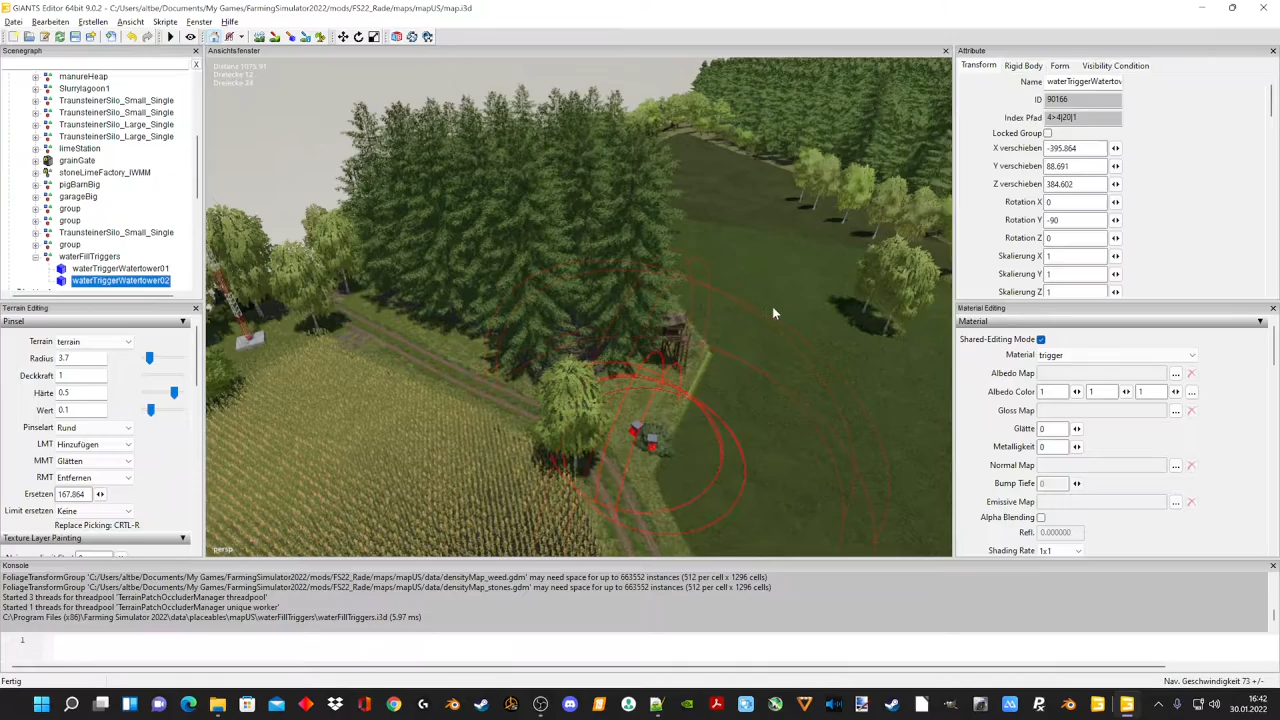 GIANTS Editor 64bit 9.0.2 - C:/Users/altbe/Documents/My Games/FarmingSimulator2022/mods/FS22_Rade/maps/mapUS/map.i3d
Datei Bearbeiten Erstellen Ansicht Skripte Fenster Hilfe
Scenegraph
X
manureHeap
Slurrylagoon1
TraunsteinerSilo_Small_Single
TraunsteinerSilo_Small_Single
TraunsteinerSilo_Large_Single
TraunsteinerSilo_Large_Single
limeStation
grainGate
stoneLimeFactory_IWMM
pigBarnBig
garageBig
group
group
TraunsteinerSilo_Small_Single
group
waterFillTriggers
waterTriggerWatertower01
waterTriggerWatertower02
Terrain Editing
Pinsel
Terrain terrain
Radius 3.7
Deckkraft 1
Härte 0.5
Wert 0.1
Pinselart Rund
LMT Hinzufügen
MMT Glätten
RMT Entfernen
Ersetzen 167.864
Limit ersetzen Keine
Replace Picking: CRTL-R
Texture Layer Painting
Ansichtsfenster
Dreiecke 12
Dreiecke 24
persp
Attribute
Transform Rigid Body Form Visibility Condition
Name waterTriggerWatertov
ID 90166
Index Pfad 4>4|20|1
Locked Group
X verschieben -395.864
Y verschieben 88.691
Z verschieben 384.602
Rotation X 0
Rotation Y -90
Rotation Z 0
Skalierung X 1
Skalierung Y 1
Skalierung Z 1
Material Editing
Material
Shared-Editing Mode
Material trigger
Albedo Map ...
Albedo Color 1 1 1 ...
Gloss Map ...
Glätte 0
Metalligkeit 0
Normal Map ...
Bump Tiefe 0
Emissive Map ...
Alpha Blending
Refl. 0.000000
Shading Rate 1x1
Konsole
FoliageTransformGroup 'C:/Users/altbe/Documents/My Games/FarmingSimulator2022/mods/FS22_Rade/maps/mapUS/data/densityMap_weed.gdm' may need space for up to 663552 instances (512 per cell x 1296 cells)
FoliageTransformGroup 'C:/Users/altbe/Documents/My Games/FarmingSimulator2022/mods/FS22_Rade/maps/mapUS/data/densityMap_stones.gdm' may need space for up to 663552 instances (512 per cell x 1296 cells)
Started 3 threads for threadpool 'TerrainPatchOccluderManager threadpool'
Started 1 threads for threadpool 'TerrainPatchOccluderManager unique worker'
C:\Program Files (x86)\Farming Simulator 2022\data\placeables\mapUS\waterFillTriggers\waterFillTriggers.i3d (5.97 ms)
1
Fertig
Nav. Geschwindigkeit 73 +/-
16:42
30.01.2022